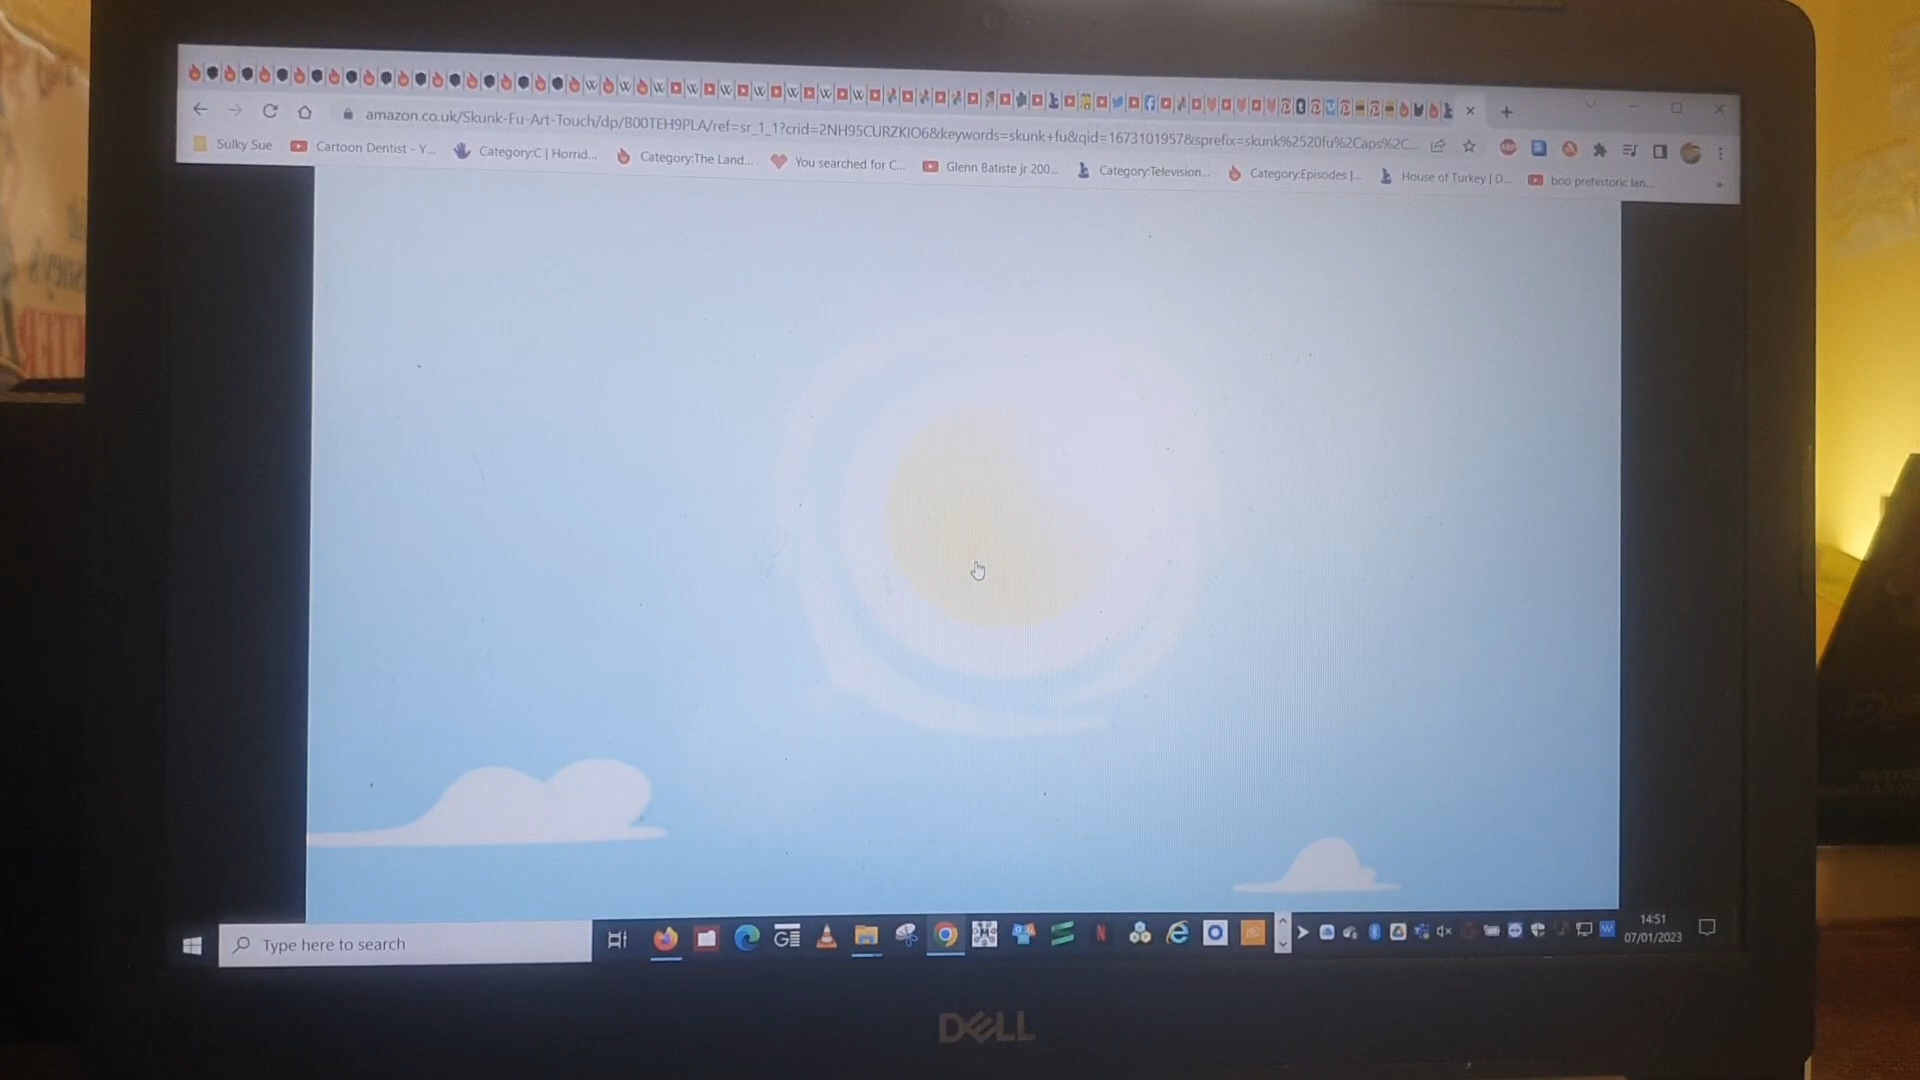 amazon.co.uk/Skunk-Fu-Art-Touch/dp/B00TEH9PLA/ref=sr_1_1?crid=2NH95CURZKIO6&keywords=skunk+fu&qid=1673101957&sprefix=skunk%2520fu%2Caps%2C...
Sulky Sue Cartoon Dentist - Y... Category:C | Horrid... Category:The Land... You searched for C... Glenn Batiste jr 200... Category:Television... Category:Episodes |... House of Turkey | D... boo prehistoric lan...
Type here to search
14:51
07/01/2023
DELL